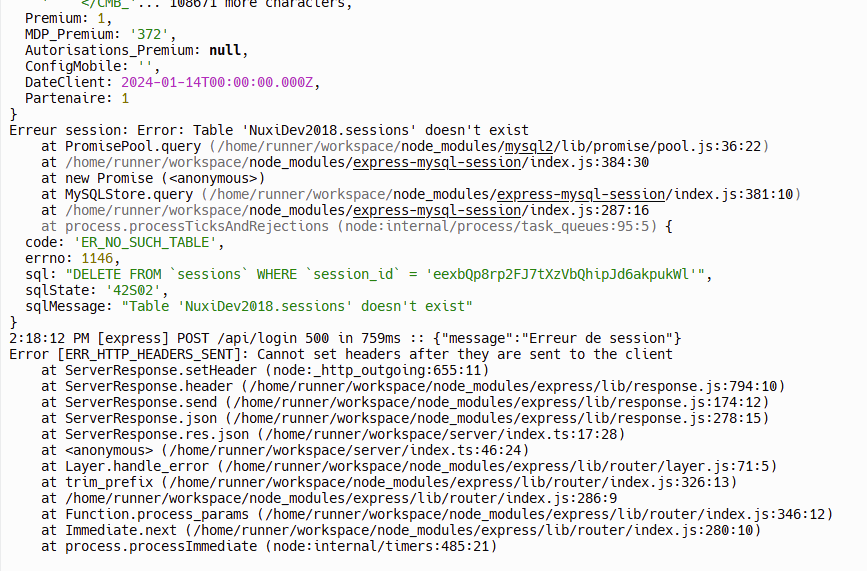 </CMB_'... 108671 more characters,
Premium: 1,
MDP_Premium: '372',
Autorisations_Premium: null,
ConfigMobile: '',
DateClient: 2024-01-14T00:00:00.000Z,
Partenaire: 1
}
Erreur session: Error: Table 'NuxiDev2018.sessions' doesn't exist
at PromisePool.query (/home/runner/workspace/node_modules/mysql2/lib/promise/pool.js:36:22)
at /home/runner/workspace/node_modules/express-mysql-session/index.js:384:30
at new Promise (<anonymous>)
at MySQLStore.query (/home/runner/workspace/node_modules/express-mysql-session/index.js:381:10)
at /home/runner/workspace/node_modules/express-mysql-session/index.js:287:16
at process.processTicksAndRejections (node:internal/process/task_queues:95:5) {
code: 'ER_NO_SUCH_TABLE',
errno: 1146,
sql: "DELETE FROM `sessions` WHERE `session_id` = 'eexbQp8rp2FJ7tXzVbQhipJd6akpukWl'",
sqlState: '42S02',
sqlMessage: "Table 'NuxiDev2018.sessions' doesn't exist"
}
2:18:12 PM [express] POST /api/login 500 in 759ms :: {"message":"Erreur de session"}
Error [ERR_HTTP_HEADERS_SENT]: Cannot set headers after they are sent to the client
at ServerResponse.setHeader (node:_http_outgoing:655:11)
at ServerResponse.header (/home/runner/workspace/node_modules/express/lib/response.js:794:10)
at ServerResponse.send (/home/runner/workspace/node_modules/express/lib/response.js:174:12)
at ServerResponse.json (/home/runner/workspace/node_modules/express/lib/response.js:278:15)
at ServerResponse.res.json (/home/runner/workspace/server/index.ts:17:28)
at <anonymous> (/home/runner/workspace/server/index.ts:46:24)
at Layer.handle_error (/home/runner/workspace/node_modules/express/lib/router/layer.js:71:5)
at trim_prefix (/home/runner/workspace/node_modules/express/lib/router/index.js:326:13)
at /home/runner/workspace/node_modules/express/lib/router/index.js:286:9
at Function.process_params (/home/runner/workspace/node_modules/express/lib/router/index.js:346:12)
at Immediate.next (/home/runner/workspace/node_modules/express/lib/router/index.js:280:10)
at process.processImmediate (node:internal/timers:485:21)